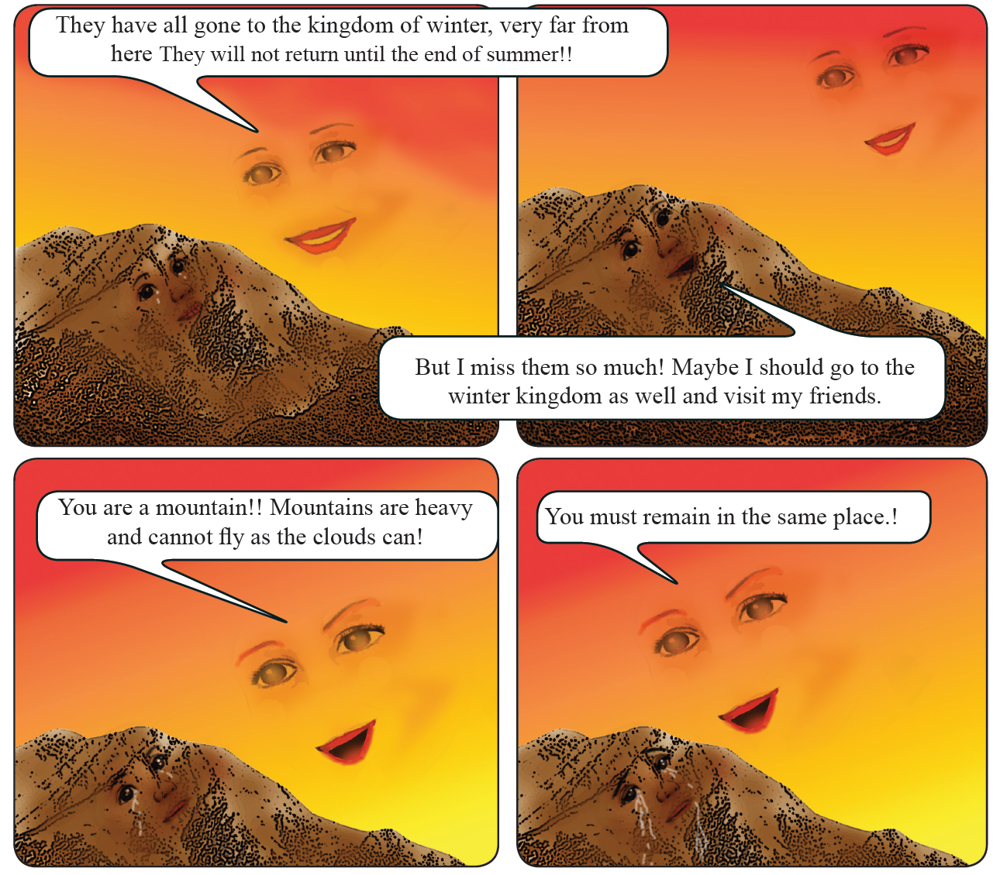 They have all gone to the kingdom of winter, very far from
here They will not return until the end of summer!!
But I miss them so much! Maybe I should go to the
winter kingdom as well and visit my friends.
You are a mountain!! Mountains are heavy
and cannot fly as the clouds can!
You must remain in the same place.!